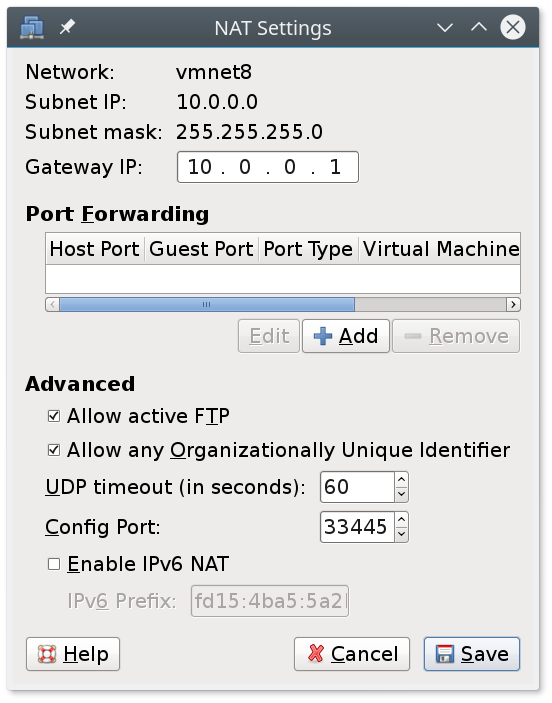 NAT Settings
Network: vmnet8
Subnet IP: 10.0.0.0
Subnet mask: 255.255.255.0
Gateway IP: 10 . 0 . 0 . 1
Port Forwarding
Host Port Guest Port Port Type Virtual Machine
Edit Add Remove
Advanced
Allow active FTP
Allow any Organizationally Unique Identifier
UDP timeout (in seconds): 60
Config Port: 33445
Enable IPv6 NAT
IPv6 Prefix: fd15:4ba5:5a2
Help Cancel Save